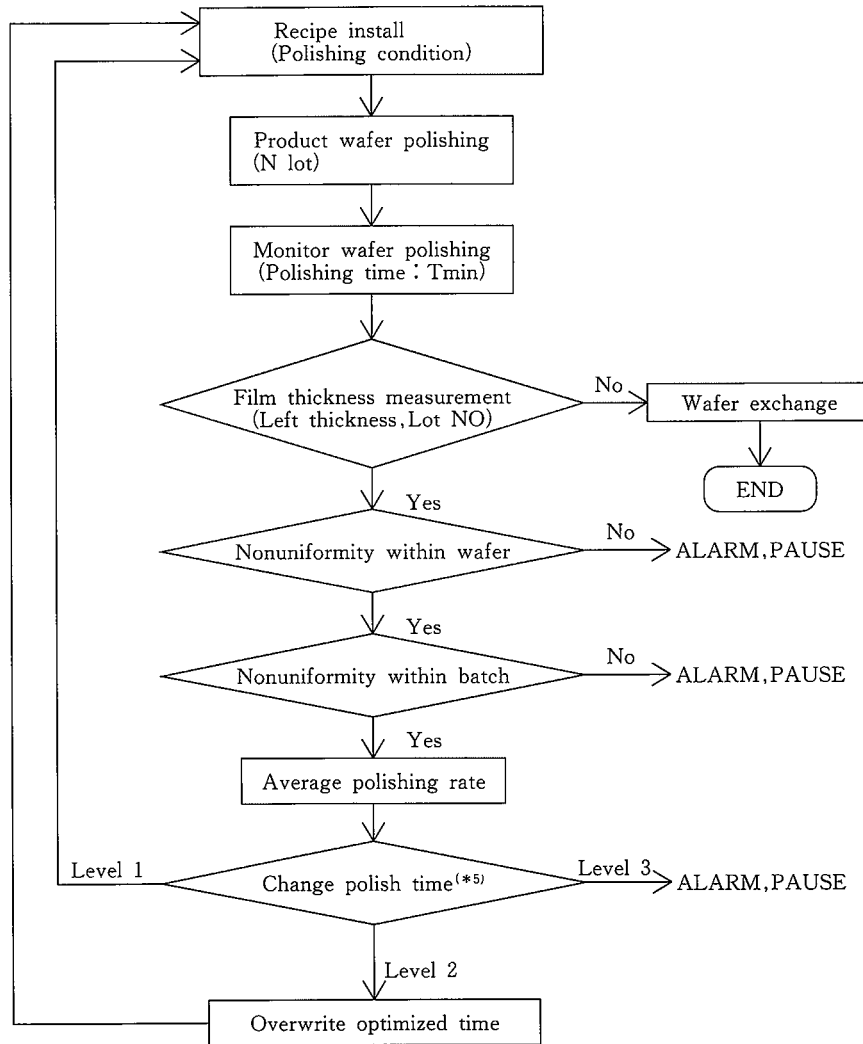 Recipe install
(Polishing condition)
Product wafer polishing
(N lot)
Monitor wafer polishing
(Polishing time：Tmin)
Film thickness measurement
(Left thickness,Lot NO)
No
Wafer exchange
END
Yes
Nonuniformity within wafer
No
ALARM,PAUSE
Yes
Nonuniformity within batch
No
ALARM,PAUSE
Yes
Average polishing rate
Level 1
Change polish time(*5)
Level 3
ALARM,PAUSE
Level 2
Overwrite optimized time